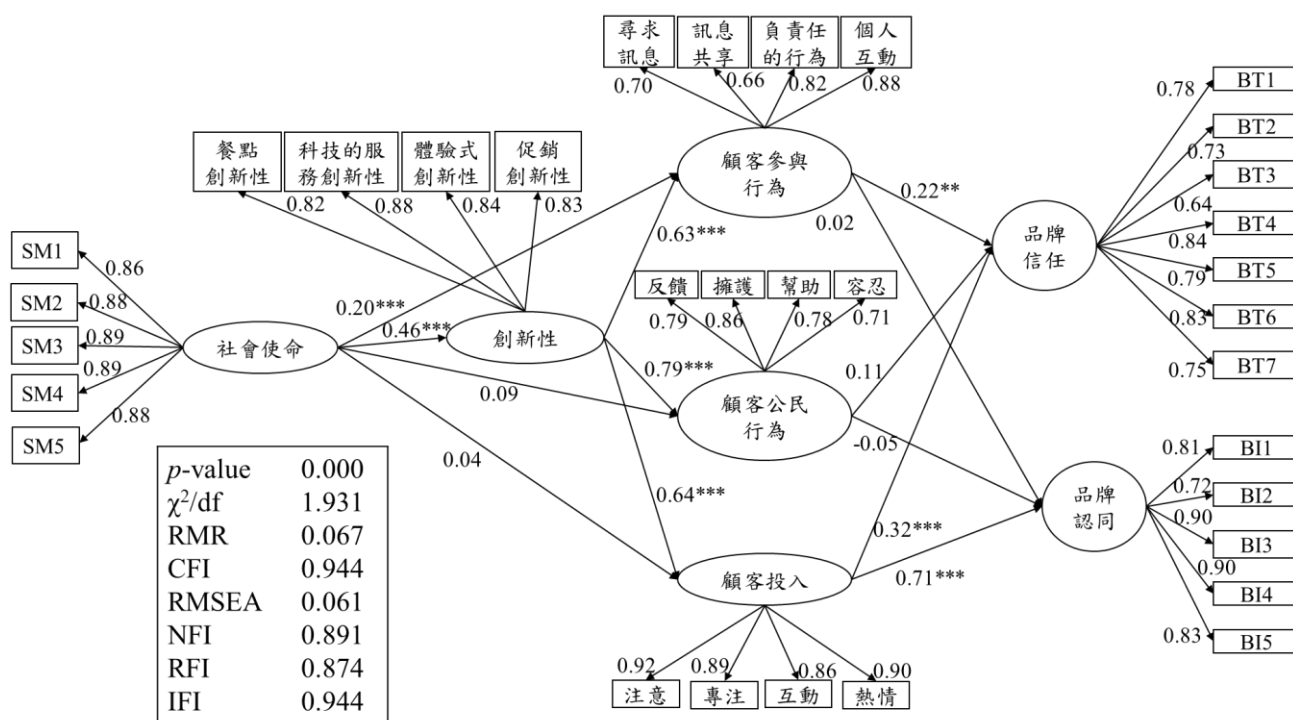 尋求
訊息
訊息
共享
負責任
的行為
個人
互動
0.70
0.66
0.82
0.88
餐點
創新性
科技的服
務創新性
體驗式
創新性
促銷
創新性
0.82
0.88
0.84
0.83
顧客參與
行為
0.22**
0.02
0.63***
BT1
BT2
BT3
BT4
BT5
BT6
BT7
0.78
0.73
0.64
0.84
0.79
0.83
0.75
品牌
信任
SM1
SM2
SM3
SM4
SM5
0.86
0.88
0.89
0.89
0.88
社會使命
0.20***
0.46***
0.09
0.04
創新性
反饋
擁護
幫助
容忍
0.79
0.86
0.78
0.71
0.79***
顧客公民
行為
0.11
-0.05
0.64***
0.32***
0.71***
品牌
認同
BI1
BI2
BI3
BI4
BI5
0.81
0.72
0.90
0.90
0.83
顧客投入
0.92
0.89
0.86
0.90
注意
專注
互動
熱情
p-value 0.000
χ²/df 1.931
RMR 0.067
CFI 0.944
RMSEA 0.061
NFI 0.891
RFI 0.874
IFI 0.944